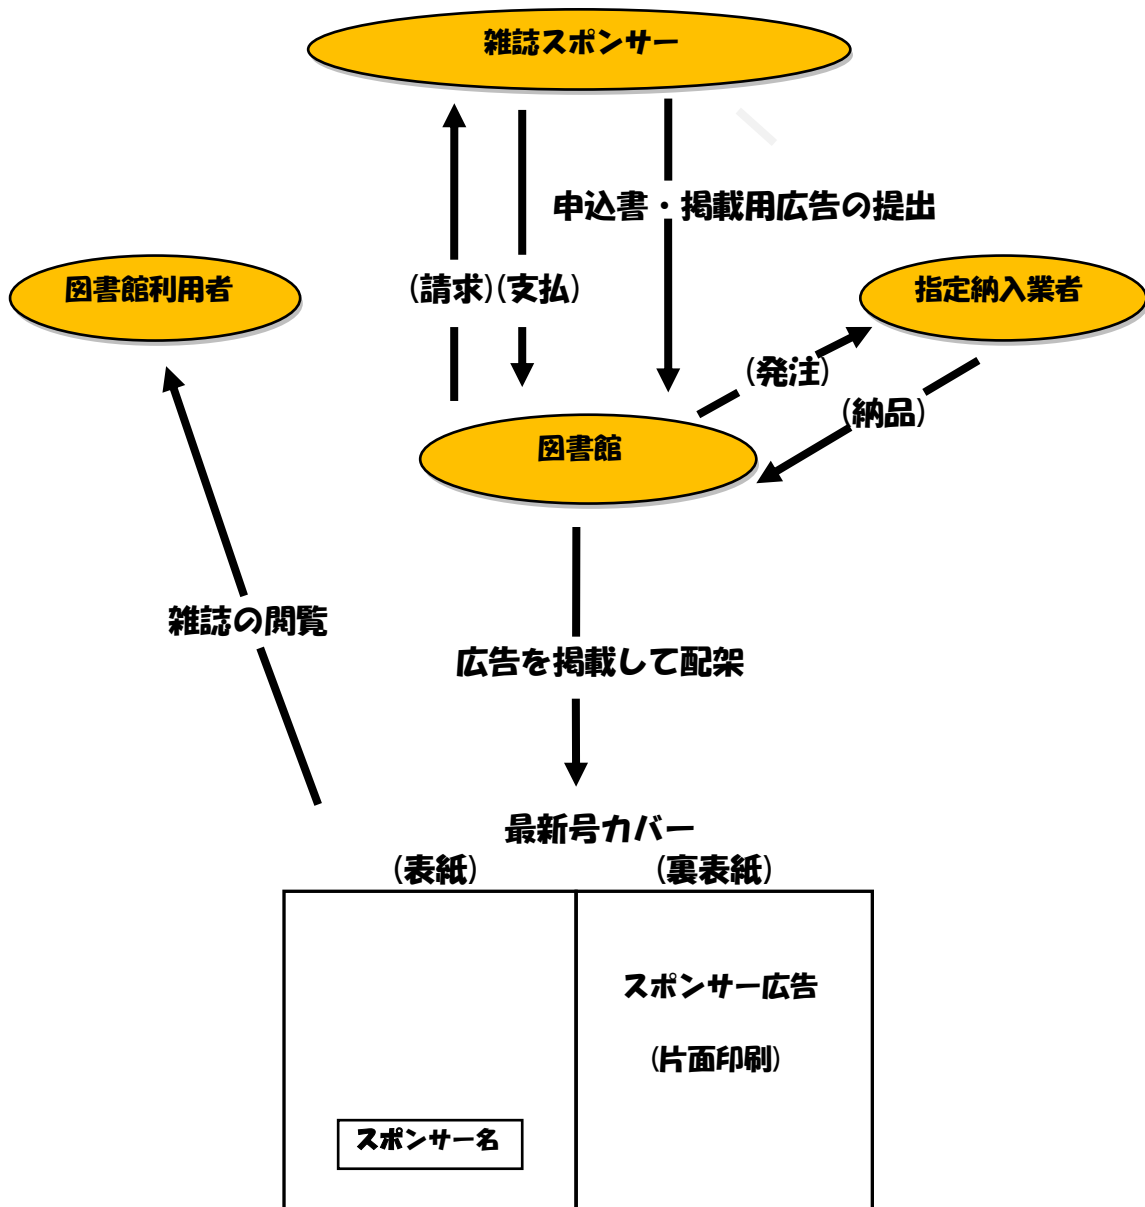 雑誌スポンサー
申込書・掲載用広告の提出
図書館利用者
(請求)(支払)
指定納入業者
(発注)
(納品)
図書館
雑誌の閲覧
広告を掲載して配架
最新号カバー
(表紙)
(裏表紙)
スポンサー広告
(片面印刷)
スポンサー名